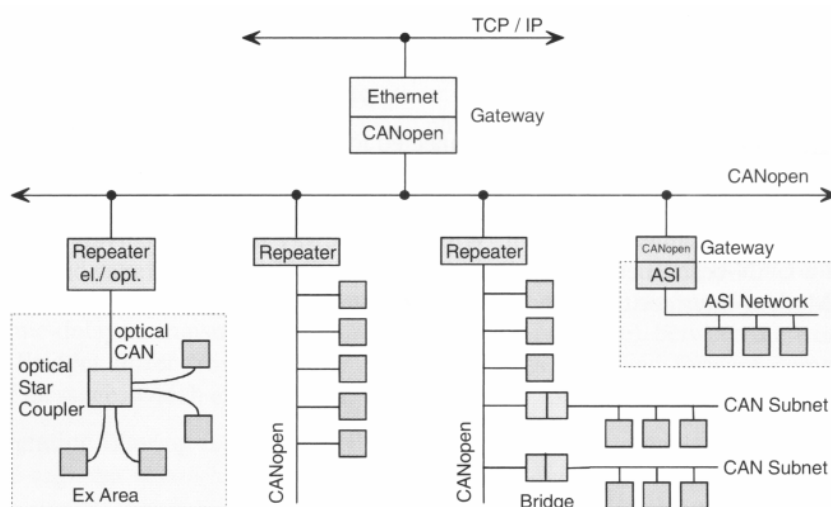 TCP / IP
Ethernet
CANopen
Gateway
CANopen
Repeater
el./ opt.
Repeater
Repeater
CANopen
Gateway
ASI
ASI Network
optical
CAN
optical
Star
Coupler
Ex Area
CANopen
CANopen
CAN Subnet
CAN Subnet
Bridge